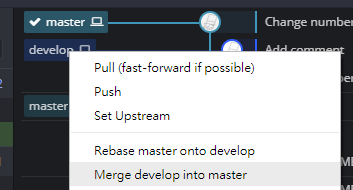 master Change number
develop Add comment
Pull (fast-forward if possible)
Push
Set Upstream
master
Rebase master onto develop
Merge develop into master